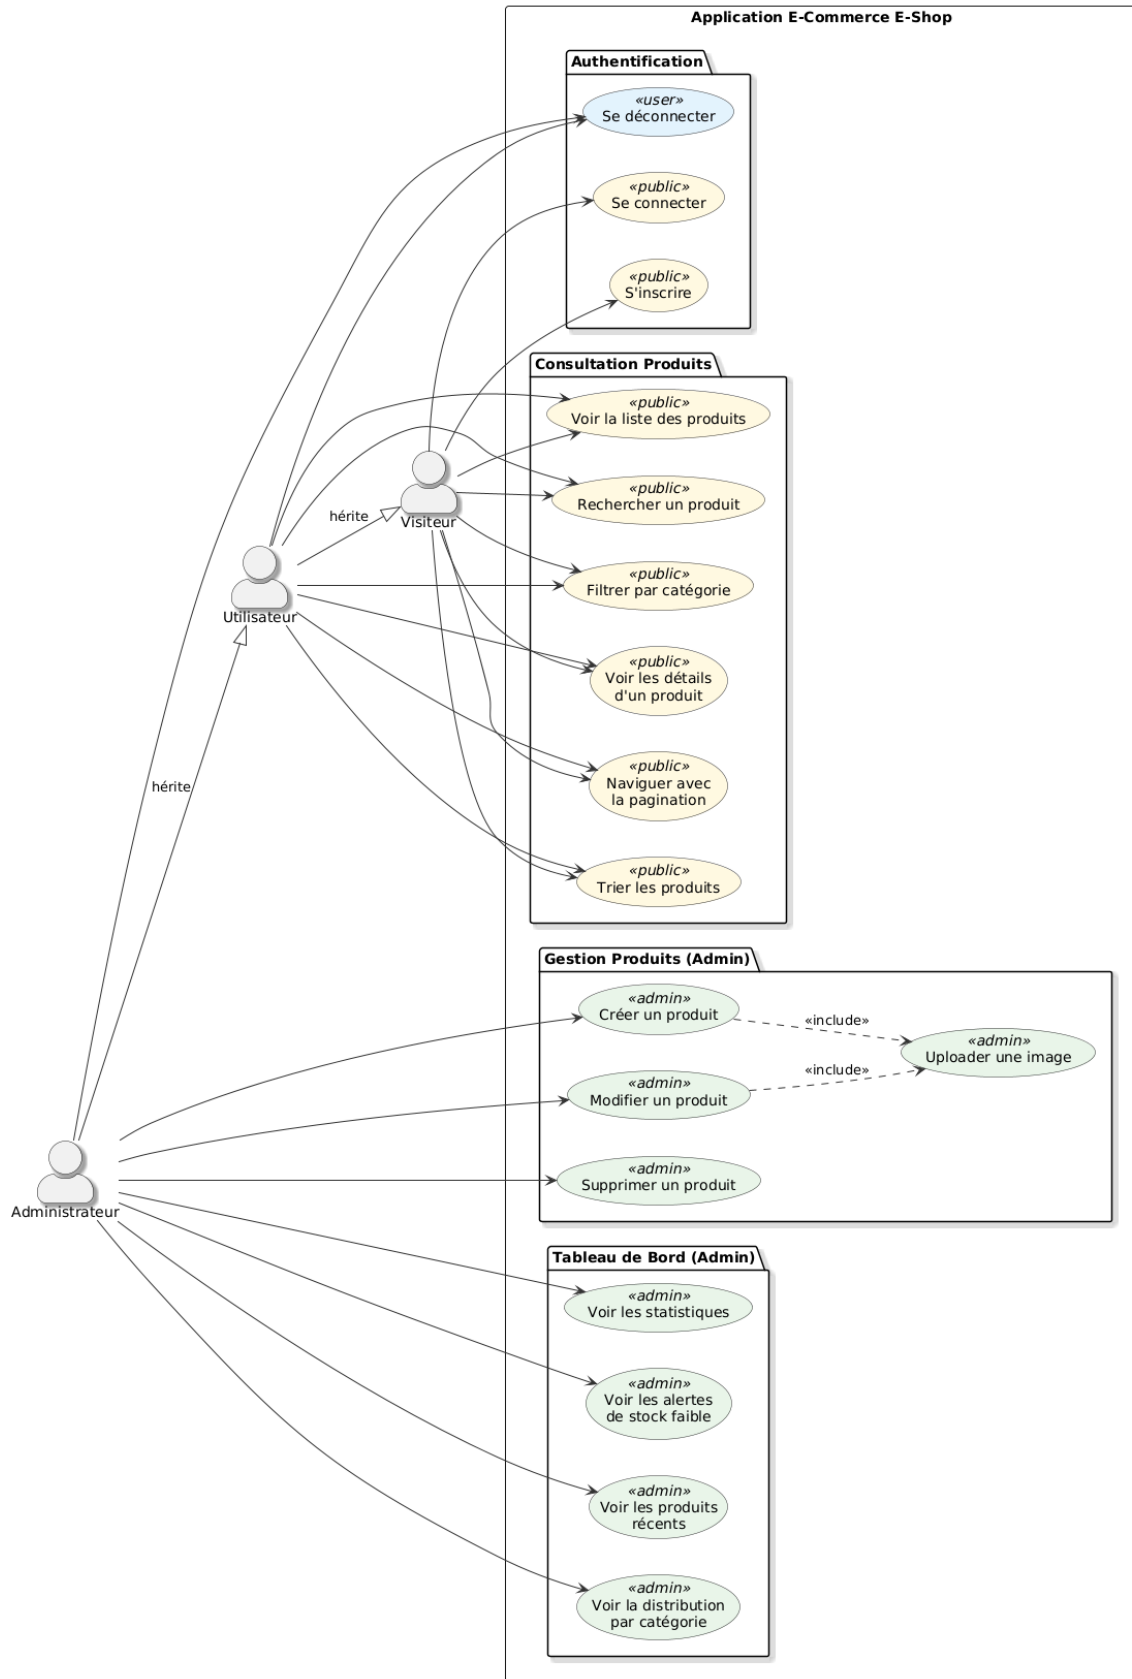 Application E-Commerce E-Shop
Authentification
«user»
Se déconnecter
«public»
Se connecter
«public»
S'inscrire
Consultation Produits
«public»
Voir la liste des produits
«public»
Rechercher un produit
«public»
Filtrer par catégorie
«public»
Voir les détails
d'un produit
«public»
Naviguer avec
la pagination
«public»
Trier les produits
Visiteur
hérite
Utilisateur
hérite
Administrateur
Gestion Produits (Admin)
«admin»
Créer un produit
«include»
«admin»
Uploader une image
«include»
«admin»
Modifier un produit
«admin»
Supprimer un produit
Tableau de Bord (Admin)
«admin»
Voir les statistiques
«admin»
Voir les alertes
de stock faible
«admin»
Voir les produits
récents
«admin»
Voir la distribution
par catégorie